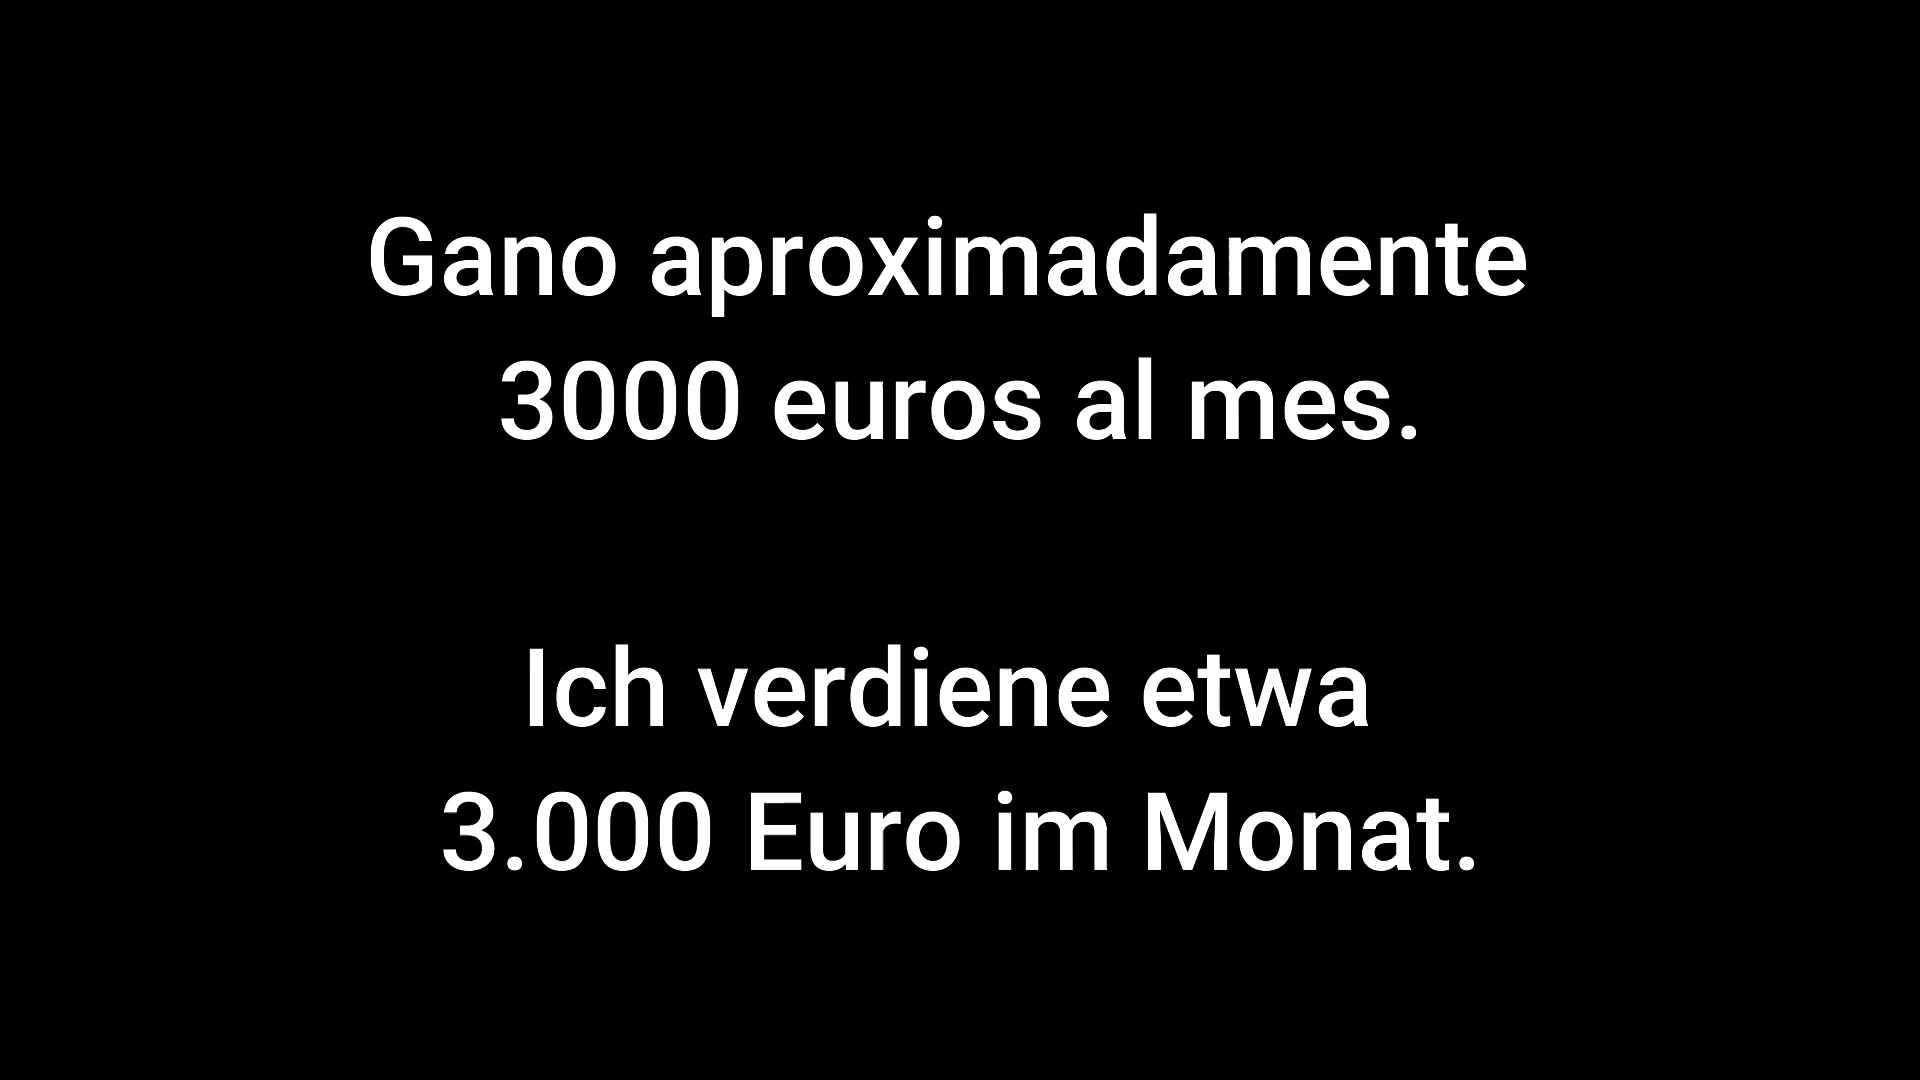 Gano aproximadamente
3000 euros al mes.
Ich verdiene etwa
3.000 Euro im Monat.